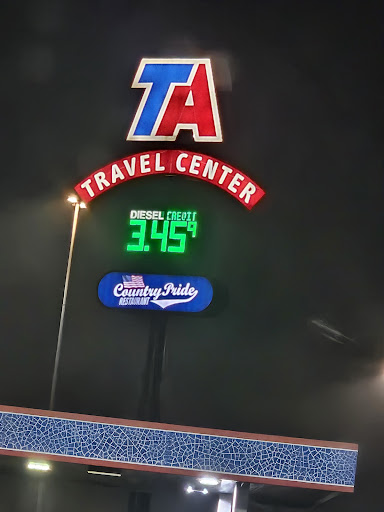 TA
TRAVEL CENTER
DIESEL CREDIT
3.459
Country Pride
RESTAURANT